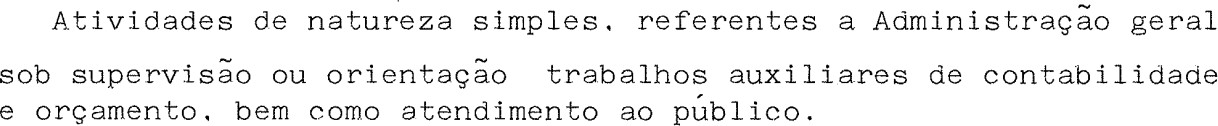 Atividades de natureza simples, referentes a Administração geral
sob supervisão ou orientação trabalhos auxiliares de contabilidade
e orçamento, bem como atendimento ao público.